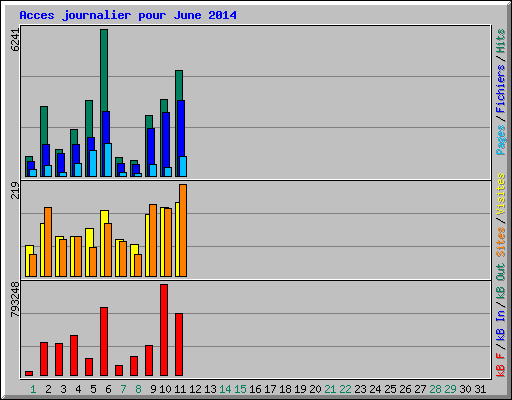 Acces journalier pour June 2014
6241
219
793248
Pages / Fichiers / Hits
Sites / Visites
kB F / kB In / kB Out
1 2 3 4 5 6 7 8 9 10 11 12 13 14 15 16 17 18 19 20 21 22 23 24 25 26 27 28 29 30 31